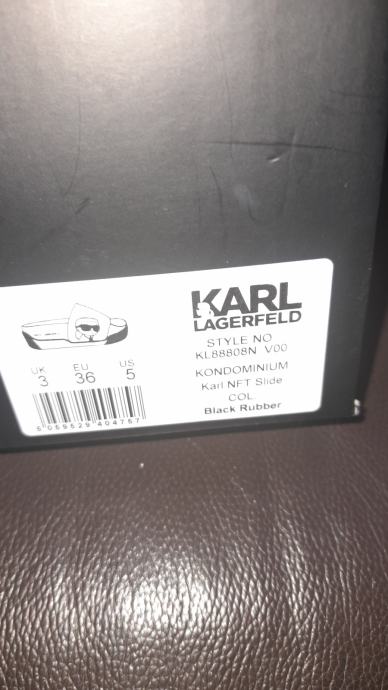 KARL
LAGERFELD
STYLE NO
KL88808N V00
KONDOMINIUM
Karl NFT Slide
COL.
Black Rubber
UK EU US
3 36 5
5059529404757